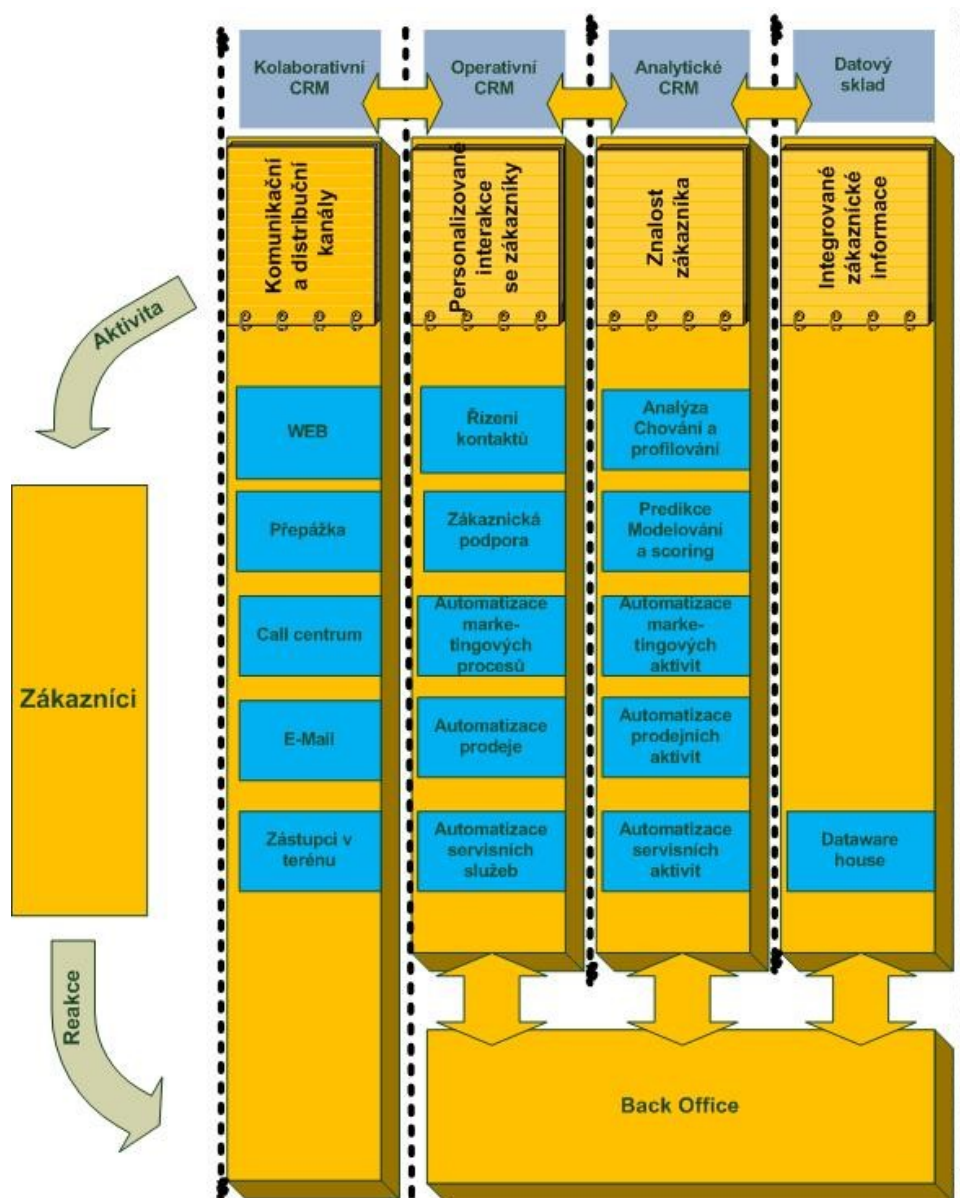 Kolaborativní
CRM
Operativní
CRM
Analytické
CRM
Datový
sklad
Komunikační
a distribuční
kanály
Personalizované
interakce
se zákazníky
Znalost
zákazníka
Integrované
zákaznícké
informace
Aktivita
WEB
Řízení
kontaktů
Analýza
Chování a
profilování
Přepážka
Zákaznická
podpora
Predikce
Modelování
a scoring
Call centrum
Automatizace
marke-
tingových
procesů
Automatizace
marke-
tingových
aktivit
Zákazníci
E-Mail
Automatizace
prodeje
Automatizace
prodejních
aktivit
Zástupci v
terénu
Automatizace
servisních
služeb
Automatizace
servisních
aktivit
Dataware
house
Reakce
Back Office